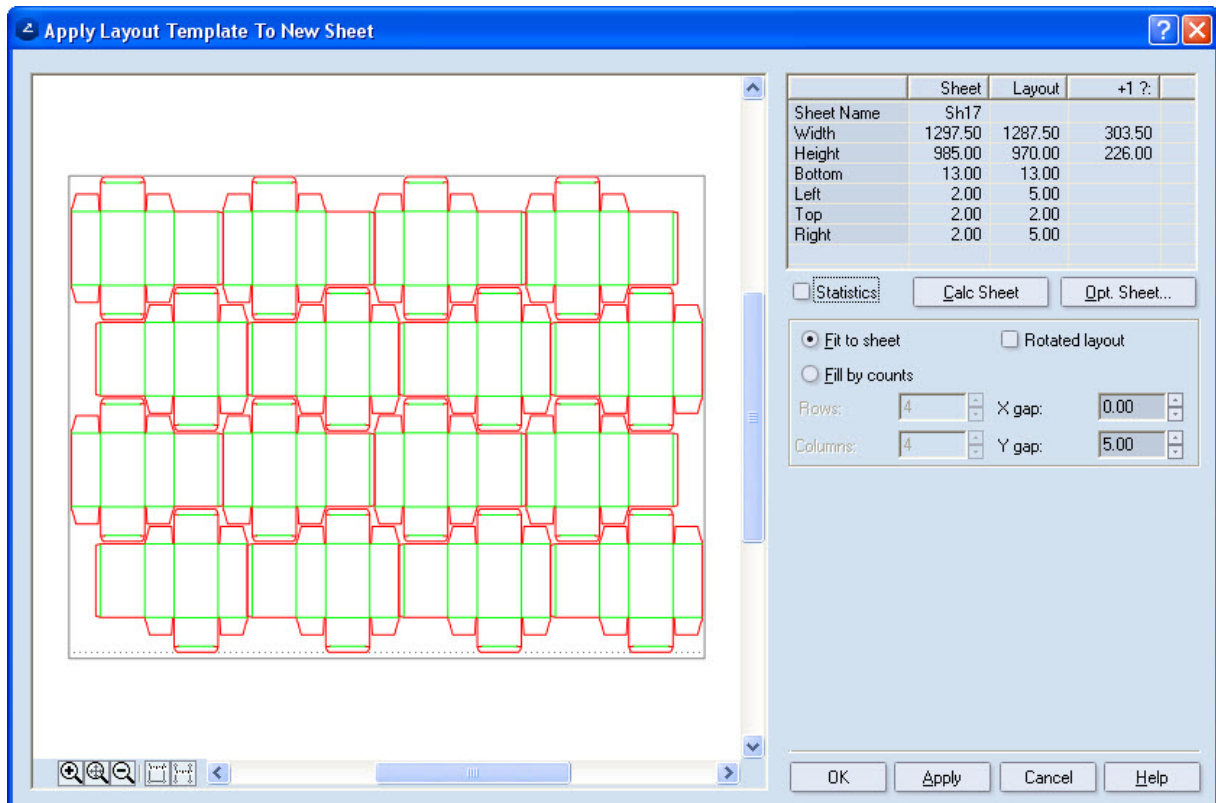 Apply Layout Template To New Sheet
Sheet Layout +1 ?:
Sheet Name Sh17
Width 1297.50 1287.50 303.50
Height 985.00 970.00 226.00
Bottom 13.00 13.00
Left 2.00 5.00
Top 2.00 2.00
Right 2.00 5.00
Statistics Calc Sheet Opt. Sheet...
Fit to sheet Rotated layout
Fill by counts
Rows: 4 X gap: 0.00
Columns: 4 Y gap: 5.00
OK Apply Cancel Help